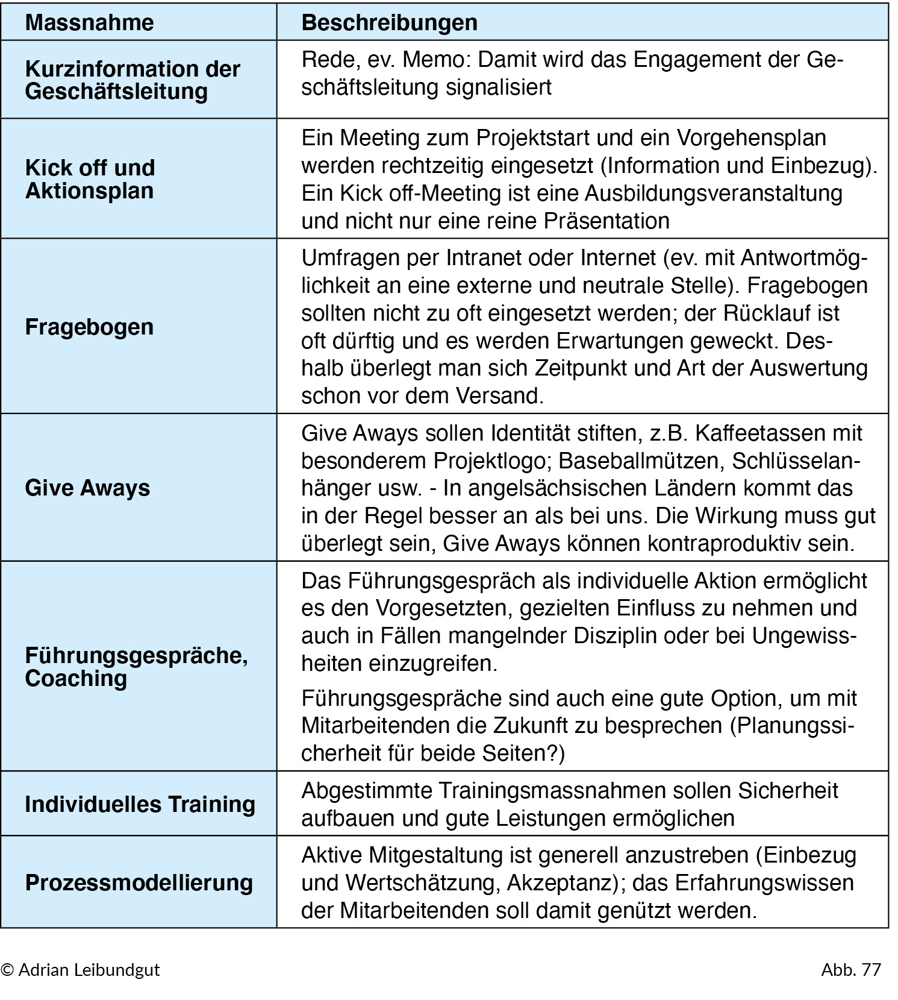 Massnahme
Beschreibungen
Kurzinformation der
Geschäftsleitung
Rede, ev. Memo: Damit wird das Engagement der Ge-
schäftsleitung signalisiert
Kick off und
Aktionsplan
Ein Meeting zum Projektstart und ein Vorgehensplan
werden rechtzeitig eingesetzt (Information und Einbezug).
Ein Kick off-Meeting ist eine Ausbildungsveranstaltung
und nicht nur eine reine Präsentation
Fragebogen
Umfragen per Intranet oder Internet (ev. mit Antwortmög-
lichkeit an eine externe und neutrale Stelle). Fragebogen
sollten nicht zu oft eingesetzt werden; der Rücklauf ist
oft dürftig und es werden Erwartungen geweckt. Des-
halb überlegt man sich Zeitpunkt und Art der Auswertung
schon vor dem Versand.
Give Aways
Give Aways sollen Identität stiften, z.B. Kaffeetassen mit
besonderem Projektlogo; Baseballmützen, Schlüsselan-
hänger usw. - In angelsächsischen Ländern kommt das
in der Regel besser an als bei uns. Die Wirkung muss gut
überlegt sein, Give Aways können kontraproduktiv sein.
Führungsgespräche,
Coaching
Das Führungsgespräch als individuelle Aktion ermöglicht
es den Vorgesetzten, gezielten Einfluss zu nehmen und
auch in Fällen mangelnder Disziplin oder bei Ungewiss-
heiten einzugreifen.
Führungsgespräche sind auch eine gute Option, um mit
Mitarbeitenden die Zukunft zu besprechen (Planungssi-
cherheit für beide Seiten?)
Individuelles Training
Abgestimmte Trainingsmassnahmen sollen Sicherheit
aufbauen und gute Leistungen ermöglichen
Prozessmodellierung
Aktive Mitgestaltung ist generell anzustreben (Einbezug
und Wertschätzung, Akzeptanz); das Erfahrungswissen
der Mitarbeitenden soll damit genützt werden.
© Adrian Leibundgut
Abb. 77